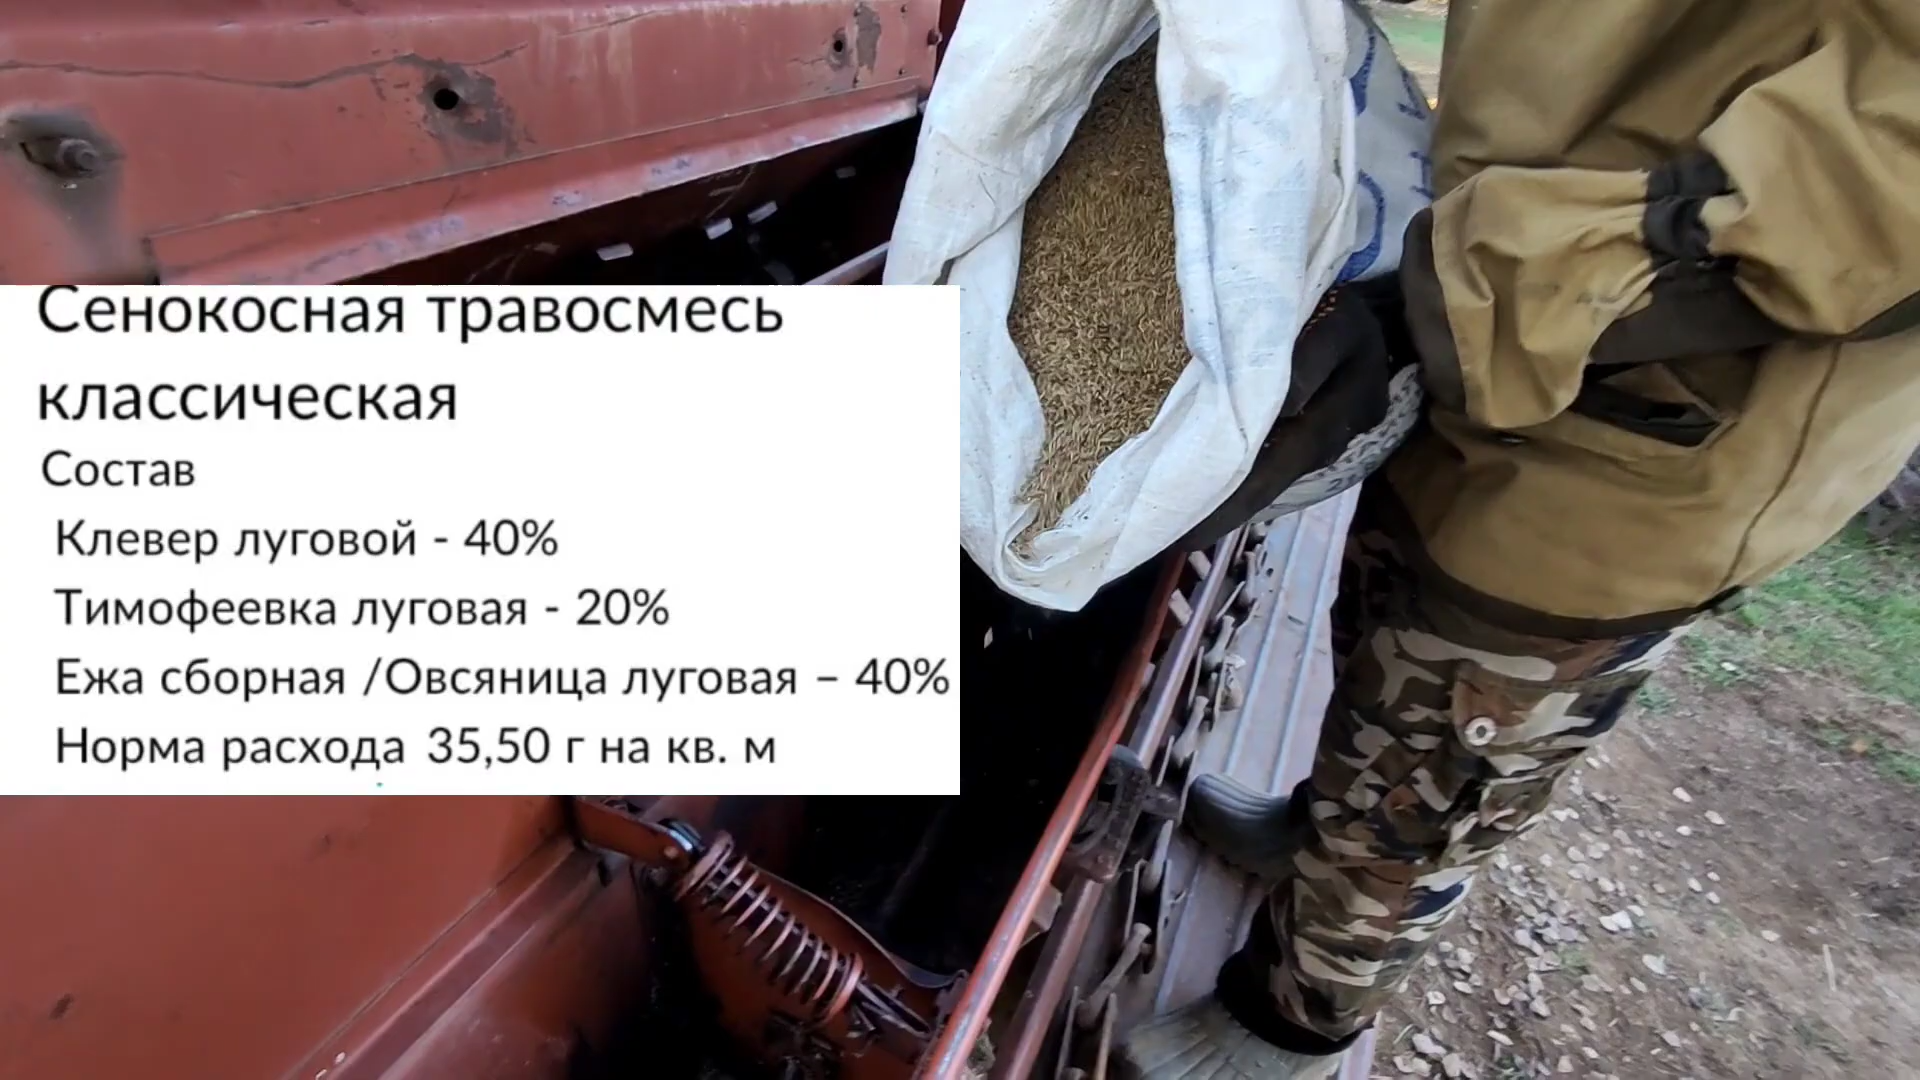 Сенокосная травосмесь
классическая
Состав
Клевер луговой - 40%
Тимофеевка луговая - 20%
Ежа сборная /Овсяница луговая – 40%
Норма расхода 35,50 г на кв. м